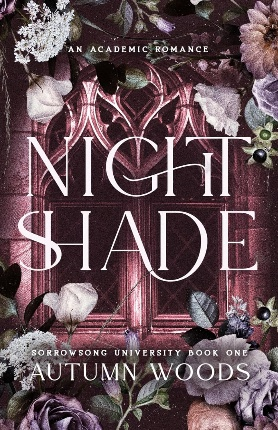 AN ACADEMIC ROMANCE
NIGHT
SHADE
SORROWSONG UNIVERSITY BOOK ONE
AUTUMN WOODS